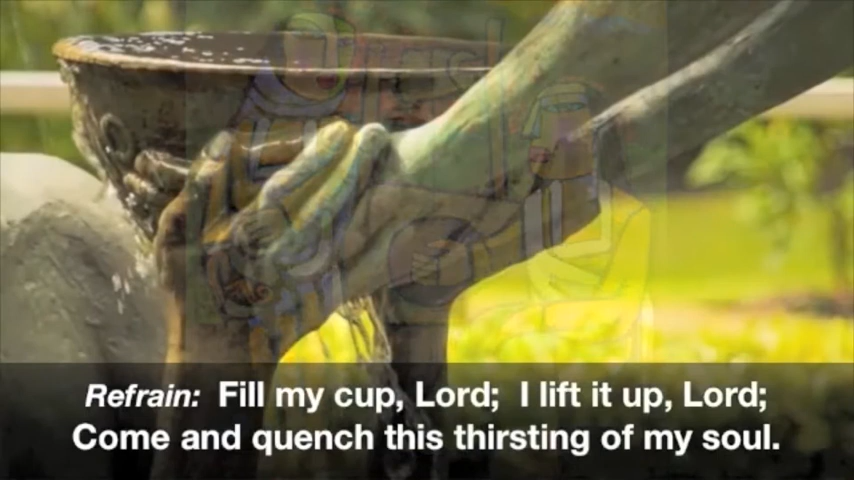 Refrain: Fill my cup, Lord; I lift it up, Lord;
Come and quench this thirsting of my soul.